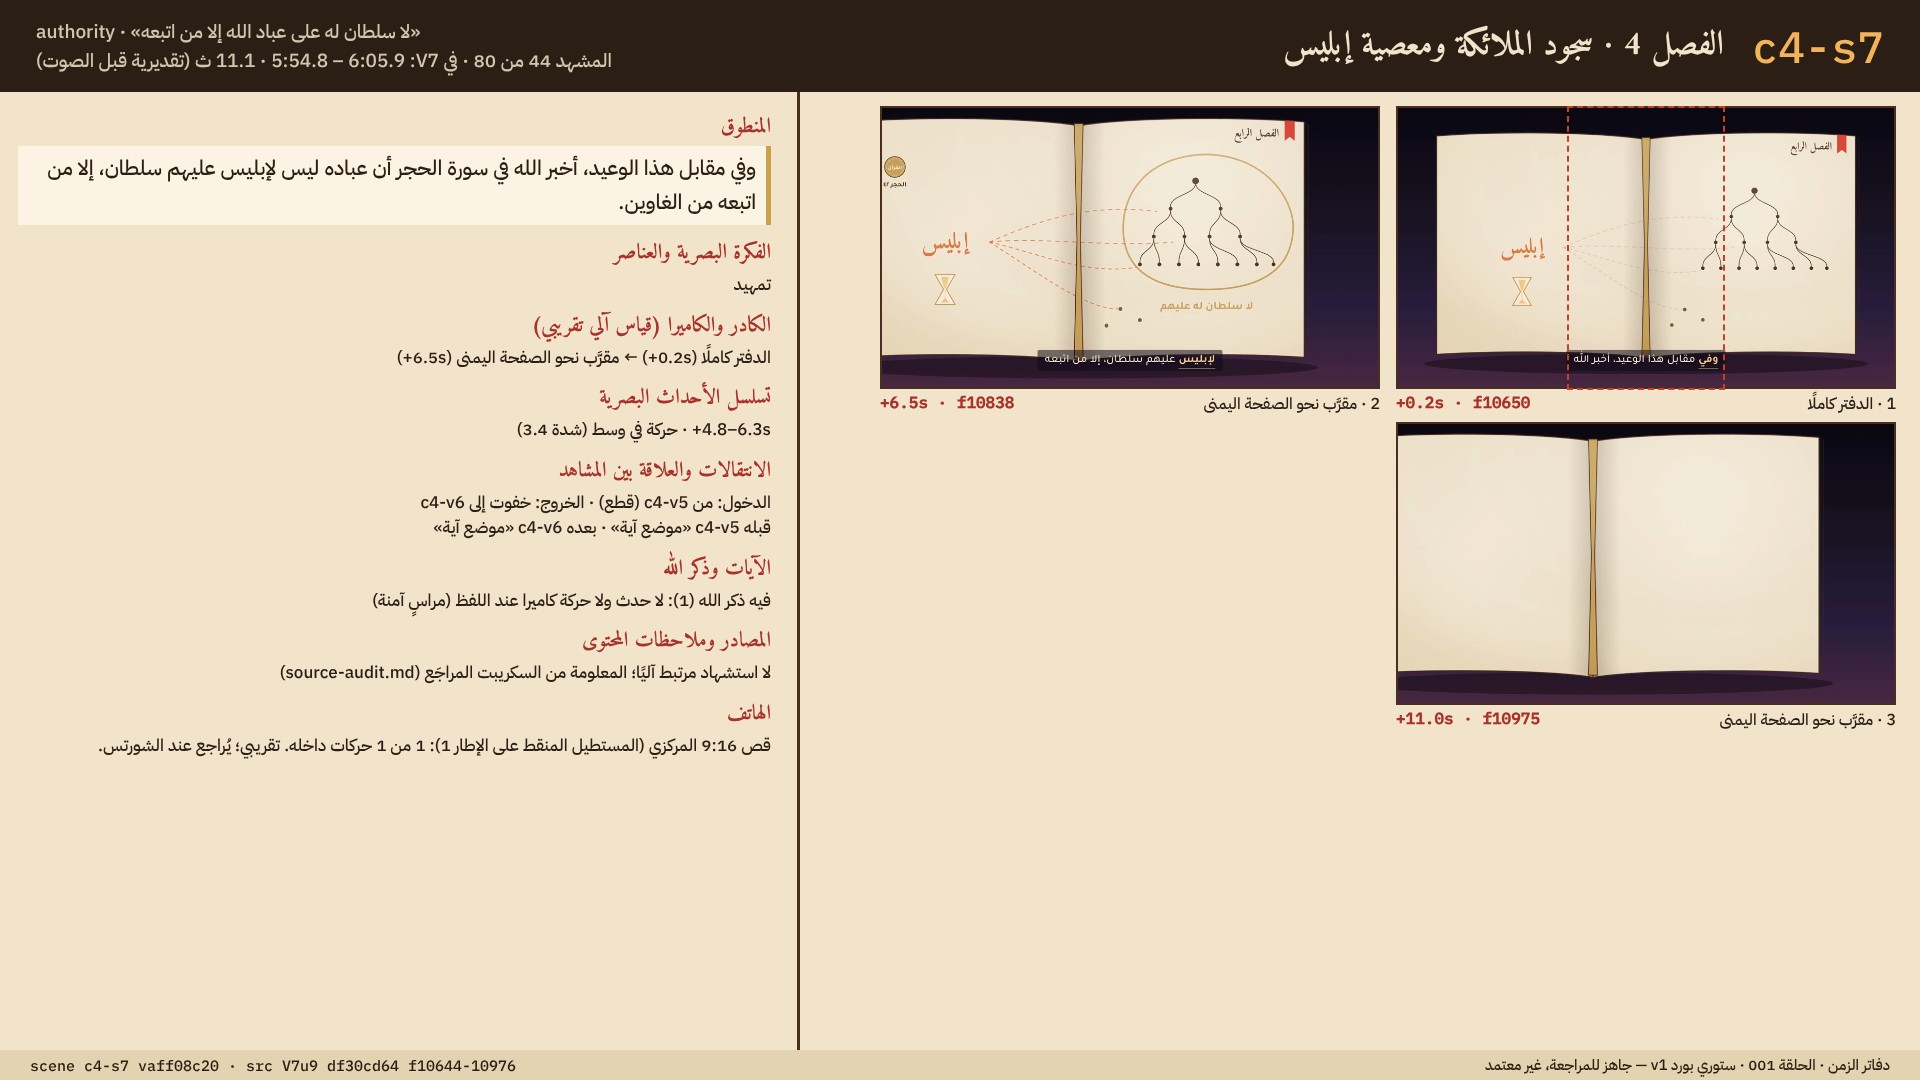 c4-s7
الفصل 4 · سجود الملائكة ومعصية إبليس
«لا سلطان له على عباد الله إلا من اتبعه» · authority
المشهد 44 من 80 · في V7: 5:54.8 – 6:05.9 · 11.1 ث (تقديرية قبل الصوت)
الفصل الرابع
إبليس
وفي مقابل هذا الوعيد، أخبر الله
1 · الدفتر كاملًا
+0.2s · f10650
الفصل الرابع
القرآن
الحجر ٤٢
إبليس
لا سلطان له عليهم
لإبليس عليهم سلطان، إلا من اتبعه
2 · مقرَّب نحو الصفحة اليمنى
+6.5s · f10838
3 · مقرَّب نحو الصفحة اليمنى
+11.0s · f10975
المنطوق
وفي مقابل هذا الوعيد، أخبر الله في سورة الحجر أن عباده ليس لإبليس عليهم سلطان، إلا من
اتبعه من الغاوين.
الفكرة البصرية والعناصر
تمهيد
الكادر والكاميرا (قياس آلي تقريبي)
الدفتر كاملًا (+0.2s) ← مقرَّب نحو الصفحة اليمنى (+6.5s)
تسلسل الأحداث البصرية
+4.8–6.3s · حركة في وسط (شدة 3.4)
الانتقالات والعلاقة بين المشاهد
الدخول: من c4-v5 (قطع) · الخروج: خفوت إلى c4-v6
قبله c4-v5 «موضع آية» · بعده c4-v6 «موضع آية»
الآيات وذكر الله
فيه ذكر الله (1): لا حدث ولا حركة كاميرا عند اللفظ (مراسٍ آمنة)
المصادر وملاحظات المحتوى
لا استشهاد مرتبط آليًا؛ المعلومة من السكريبت المراجَع (source-audit.md)
الهاتف
قص 9:16 المركزي (المستطيل المنقط على الإطار 1): 1 من 1 حركات داخله. تقريبي؛ يُراجع عند الشورتس.
دفاتر الزمن · الحلقة 001 · ستوري بورد v1 — جاهز للمراجعة، غير معتمد
scene c4-s7 vaff08c20 · src V7u9 df30cd64 f10644-10976